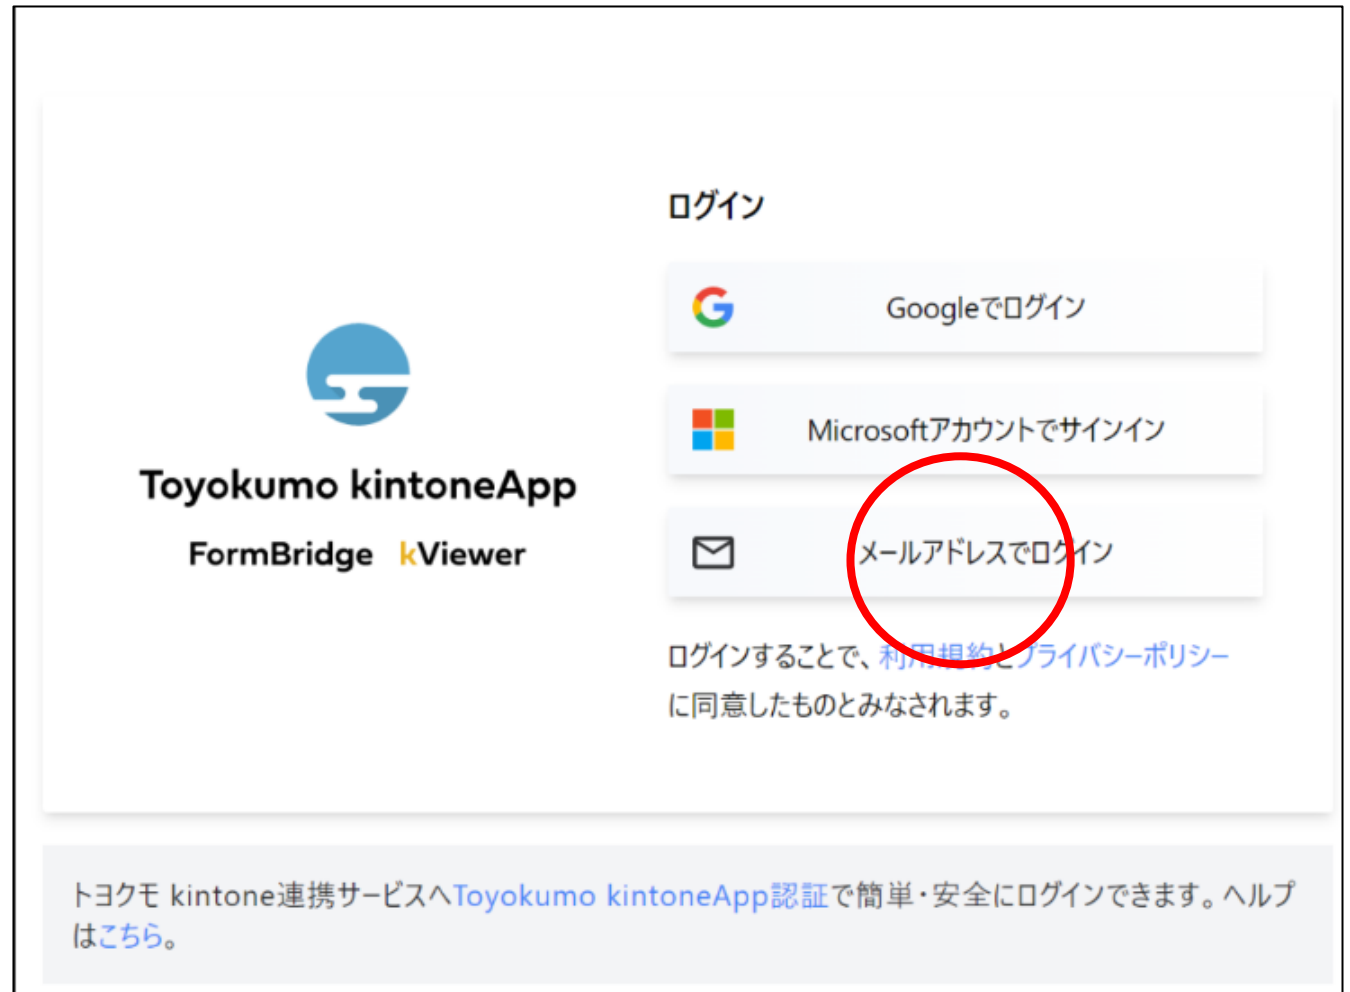 ログイン
Googleでログイン
Microsoftアカウントでサインイン
メールアドレスでログイン
Toyokumo kintoneApp
FormBridge kViewer
ログインすることで、利用規約とプライバシーポリシー
に同意したものとみなされます。
トヨクモ kintone連携サービスへToyokumo kintoneApp認証で簡単・安全にログインできます。ヘルプ
はこちら。